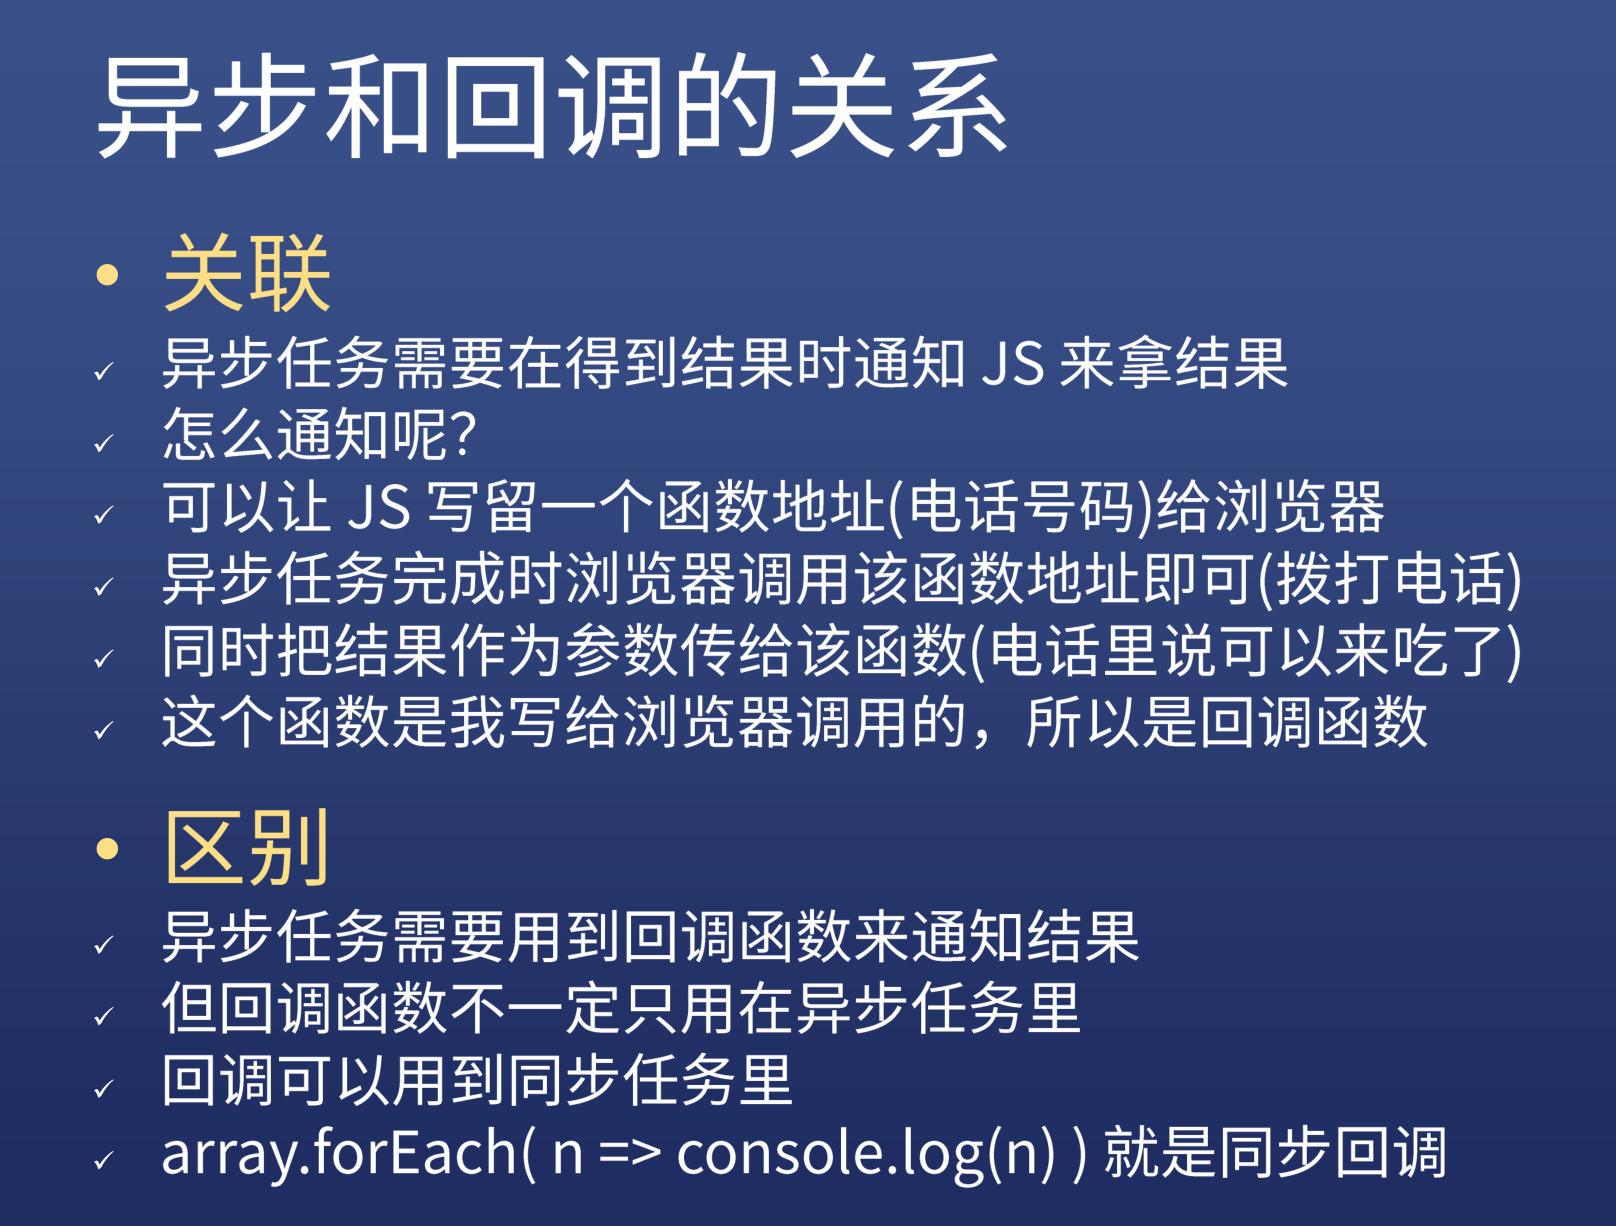 异步和回调的关系
• 关联
✓ 异步任务需要在得到结果时通知 JS 来拿结果
✓ 怎么通知呢？
✓ 可以让 JS 写留一个函数地址(电话号码)给浏览器
✓ 异步任务完成时浏览器调用该函数地址即可(拨打电话)
✓ 同时把结果作为参数传给该函数(电话里说可以来吃了)
✓ 这个函数是我写给浏览器调用的，所以是回调函数
• 区别
✓ 异步任务需要用到回调函数来通知结果
✓ 但回调函数不一定只用在异步任务里
✓ 回调可以用到同步任务里
✓ array.forEach( n => console.log(n) ) 就是同步回调